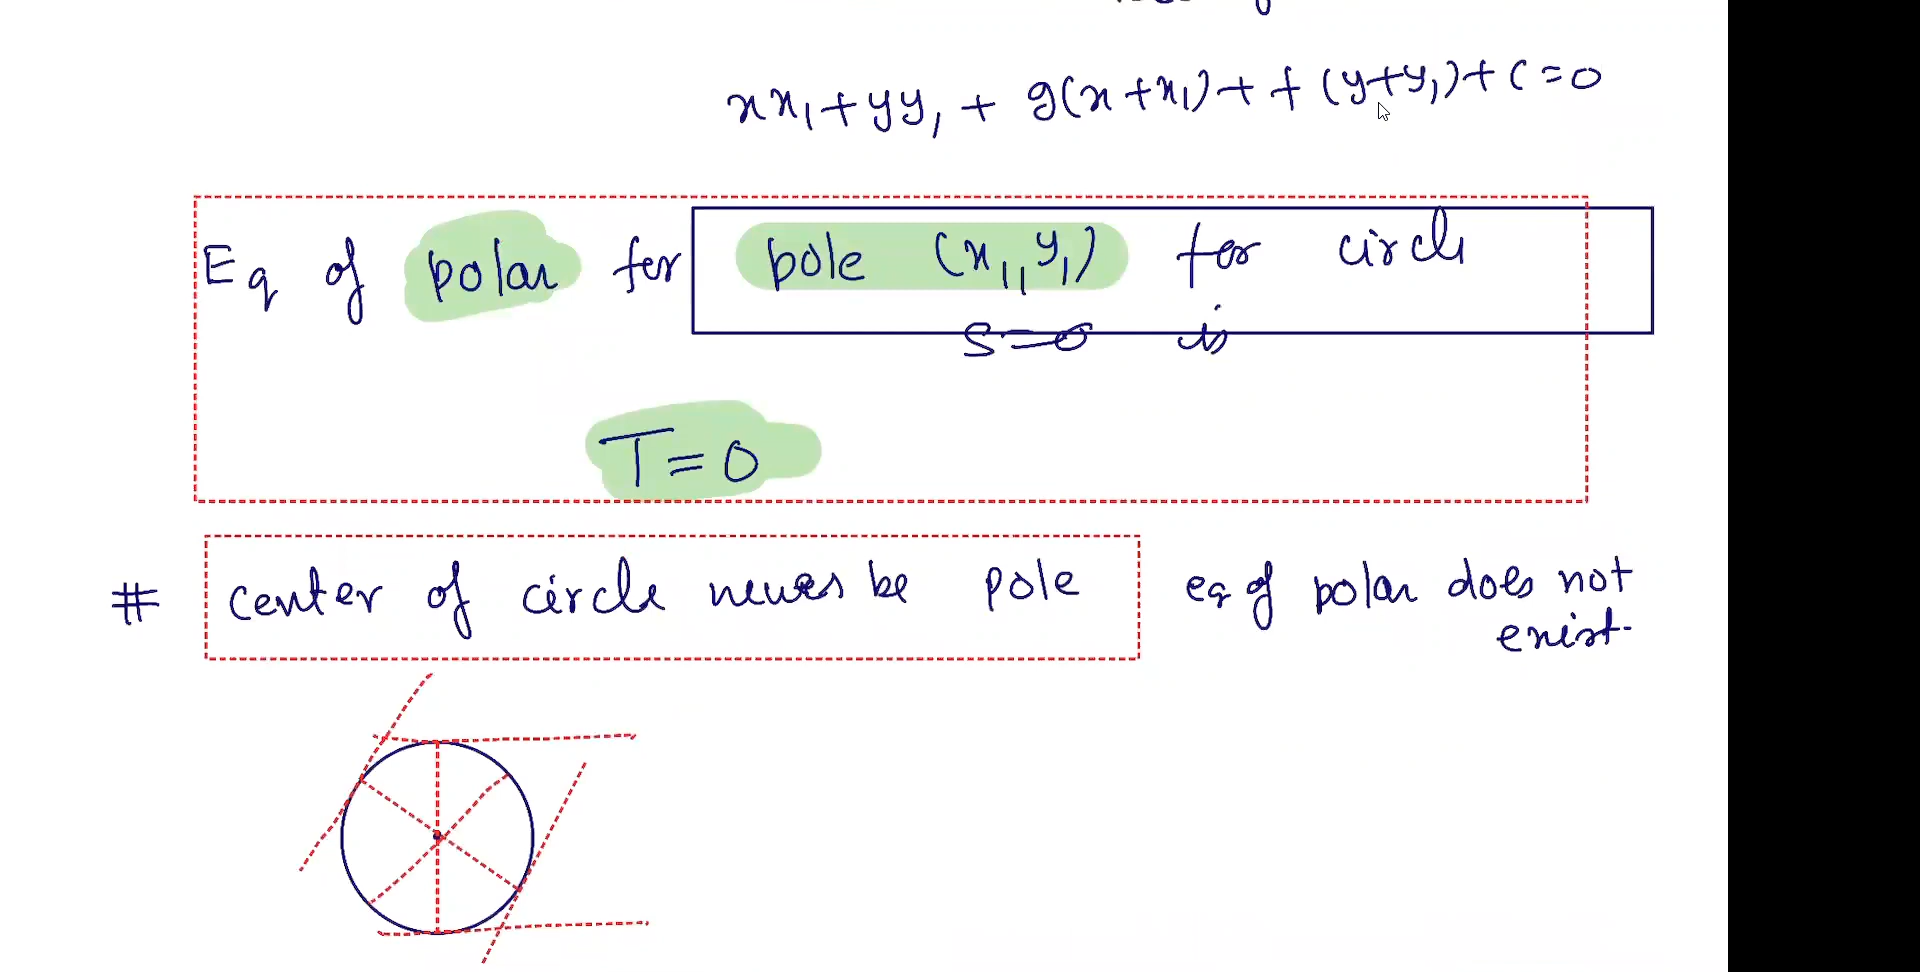 xx₁ + yy₁ + g(x + x₁) + f(y + y₁) + c = 0
Eq of polar for pole (x₁, y₁) for circle
S = 0 is
T = 0
# center of circle never be pole eq of polar does not
exist.